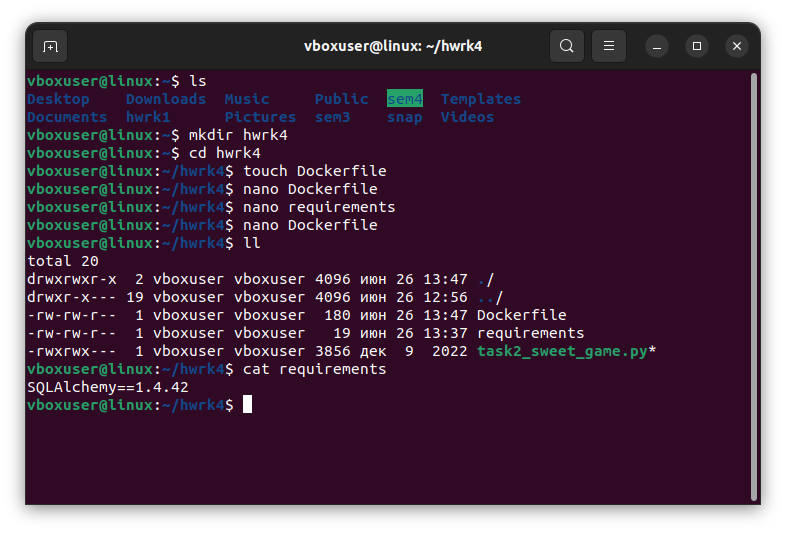 vboxuser@linux: ~/hwrk4
vboxuser@linux:~$ ls
Desktop    Downloads  Music     Public  sem4  Templates
Documents  hwrk1      Pictures  sem3    snap  Videos
vboxuser@linux:~$ mkdir hwrk4
vboxuser@linux:~$ cd hwrk4
vboxuser@linux:~/hwrk4$ touch Dockerfile
vboxuser@linux:~/hwrk4$ nano Dockerfile
vboxuser@linux:~/hwrk4$ nano requirements
vboxuser@linux:~/hwrk4$ nano Dockerfile
vboxuser@linux:~/hwrk4$ ll
total 20
drwxrwxr-x  2 vboxuser vboxuser 4096 июн 26 13:47 ./
drwxr-x--- 19 vboxuser vboxuser 4096 июн 26 12:56 ../
-rw-rw-r--  1 vboxuser vboxuser  180 июн 26 13:47 Dockerfile
-rw-rw-r--  1 vboxuser vboxuser   19 июн 26 13:37 requirements
-rwxrwx---  1 vboxuser vboxuser 3856 дек  9  2022 task2_sweet_game.py*
vboxuser@linux:~/hwrk4$ cat requirements
SQLAlchemy==1.4.42
vboxuser@linux:~/hwrk4$